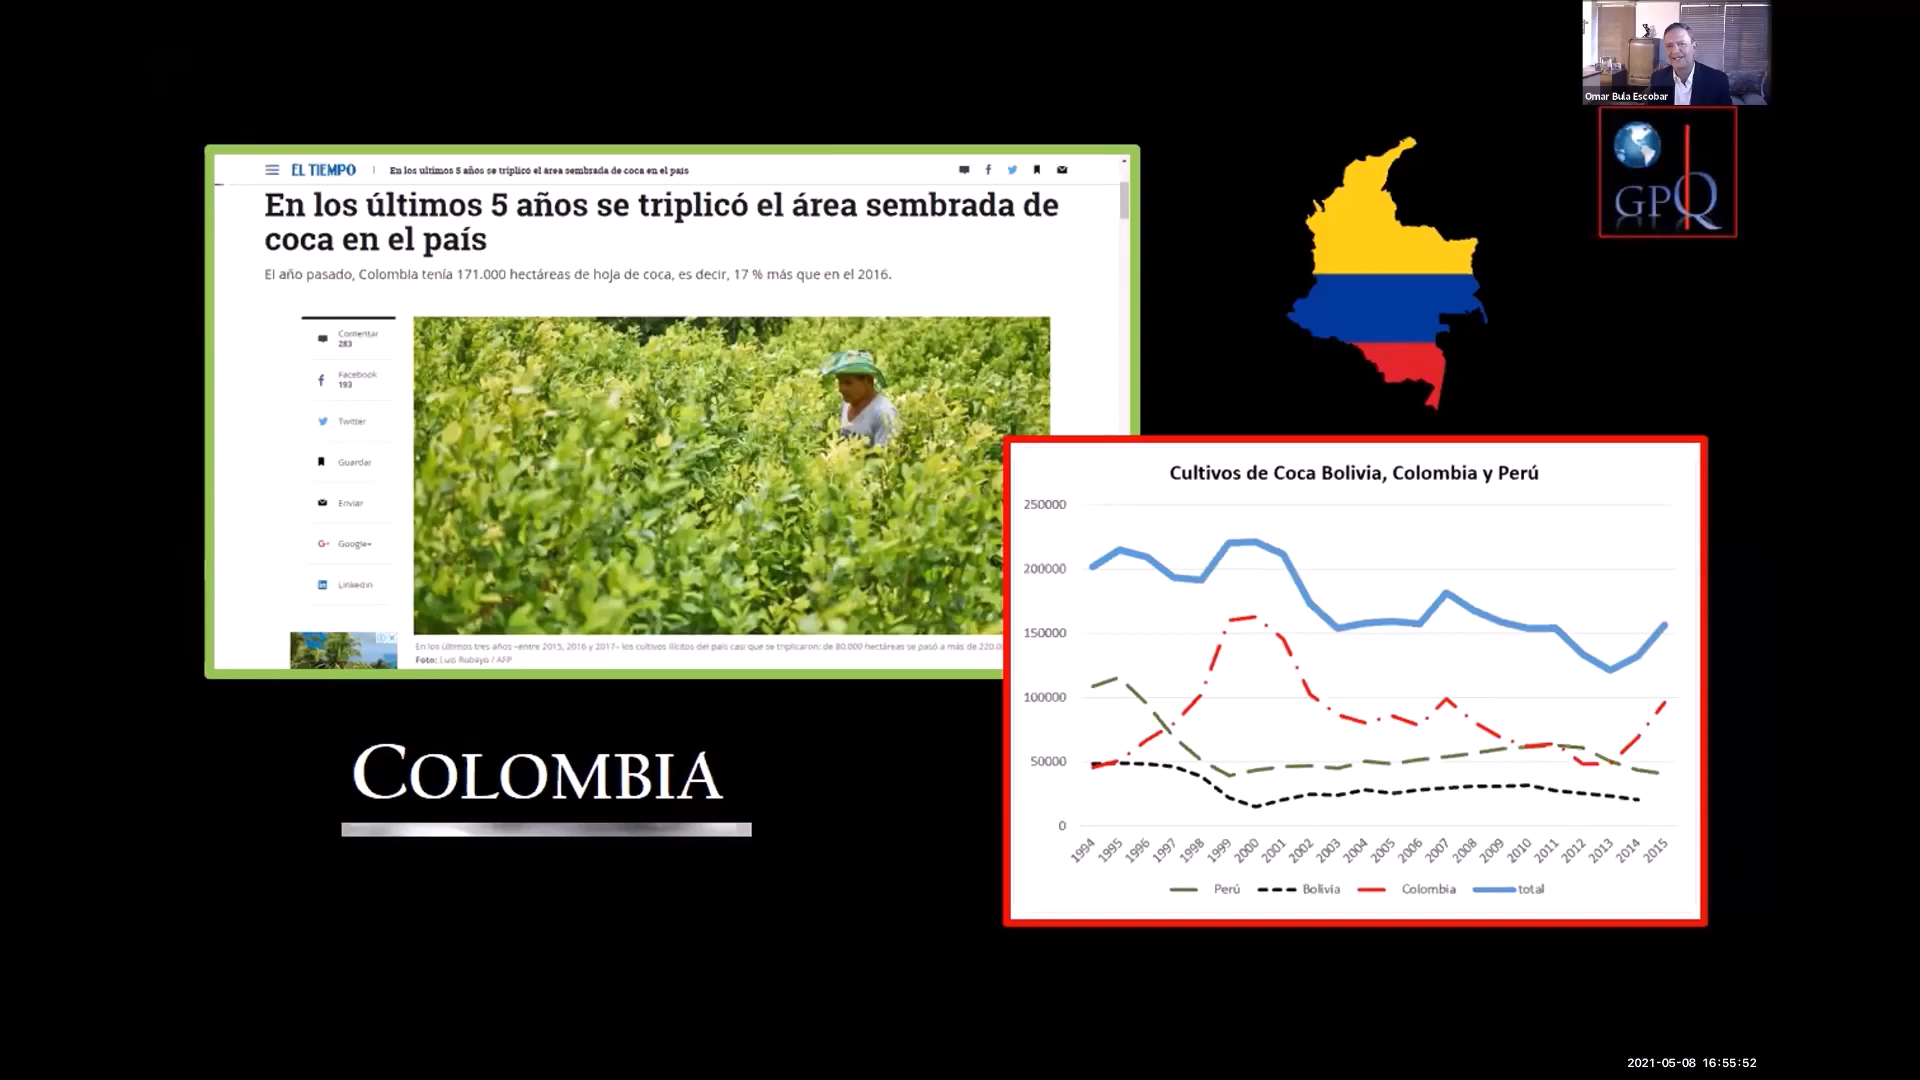 Omar Bula Escobar
GPQ
EL TIEMPO
En los ultimos 5 años se triplicó el área sembrada de coca en el país
En los últimos 5 años se triplicó el área sembrada de
coca en el país
El año pasado, Colombia tenía 171.000 hectáreas de hoja de coca, es decir, 17 % más que en el 2016.
Comentar
283
Facebook
193
Twitter
Guardar
Enviar
G+ Google+
Linkedin
En los últimos tres años –entre 2015, 2016 y 2017– los cultivos ilícitos del país casi que se triplicaron: de 80.000 hectáreas se pasó a más de 220.0
Foto: Luis Robayo / AFP
COLOMBIA
Cultivos de Coca Bolivia, Colombia y Perú
250000
200000
150000
100000
50000
0
1994 1995 1996 1997 1998 1999 2000 2001 2002 2003 2004 2005 2006 2007 2008 2009 2010 2011 2012 2013 2014 2015
Perú Bolivia Colombia total
2021-05-08 16:55:52